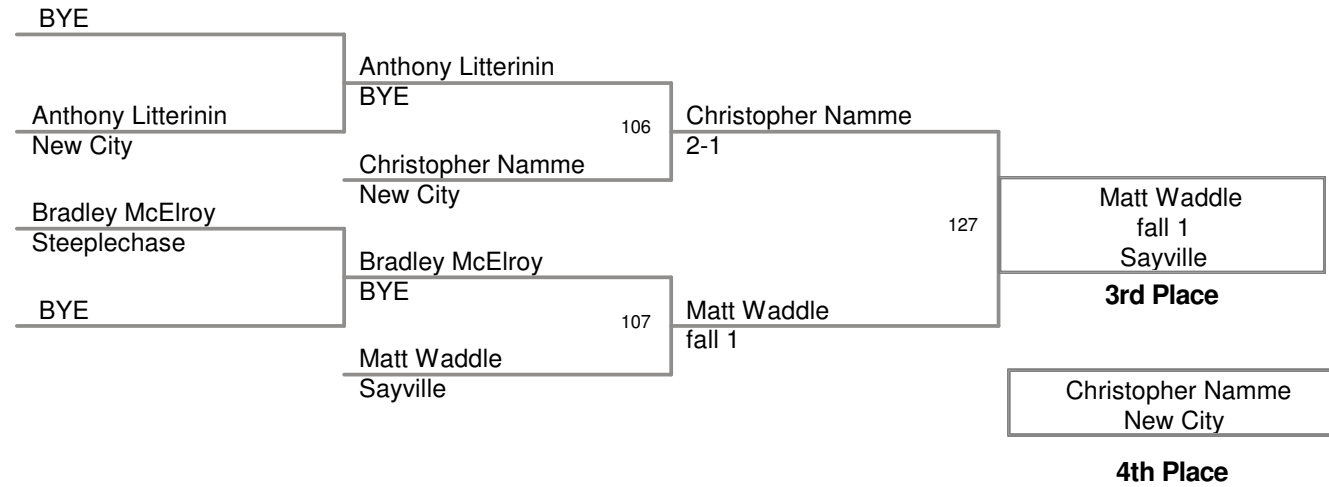 BYE
Anthony Litterinin
BYE
Anthony Litterinin
New City
106
Christopher Namme
2-1
Christopher Namme
New City
Bradley McElroy
Steeplechase
127
Matt Waddle
fall 1
Sayville
3rd Place
Bradley McElroy
BYE
BYE
107
Matt Waddle
fall 1
Matt Waddle
Sayville
Christopher Namme
New City
4th Place